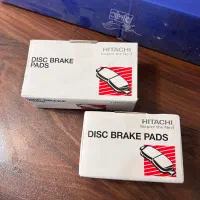 HITACHI
Inspire the Next
DISC BRAKE
PADS
HITACHI
Inspire the Next
DISC BRAKE PADS